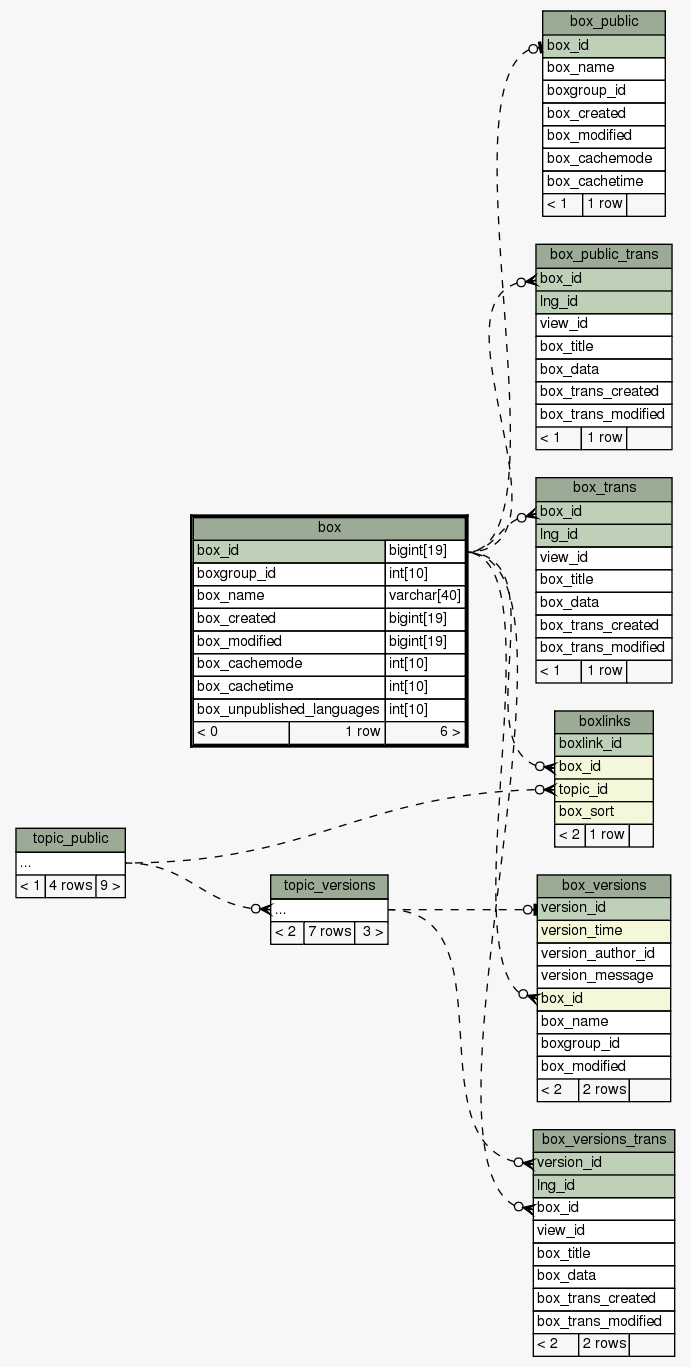 box_public
box_id
box_name
boxgroup_id
box_created
box_modified
box_cachemode
box_cachetime
< 1 1 row
box_public_trans
box_id
lng_id
view_id
box_title
box_data
box_trans_created
box_trans_modified
< 1 1 row
box_trans
box_id
lng_id
view_id
box_title
box_data
box_trans_created
box_trans_modified
< 1 1 row
box
box_id bigint[19]
boxgroup_id int[10]
box_name varchar[40]
box_created bigint[19]
box_modified bigint[19]
box_cachemode int[10]
box_cachetime int[10]
box_unpublished_languages int[10]
< 0 1 row 6 >
boxlinks
boxlink_id
box_id
topic_id
box_sort
< 2 1 row
topic_public
...
< 1 4 rows 9 >
topic_versions
...
< 2 7 rows 3 >
box_versions
version_id
version_time
version_author_id
version_message
box_id
box_name
boxgroup_id
box_modified
< 2 2 rows
box_versions_trans
version_id
lng_id
box_id
view_id
box_title
box_data
box_trans_created
box_trans_modified
< 2 2 rows